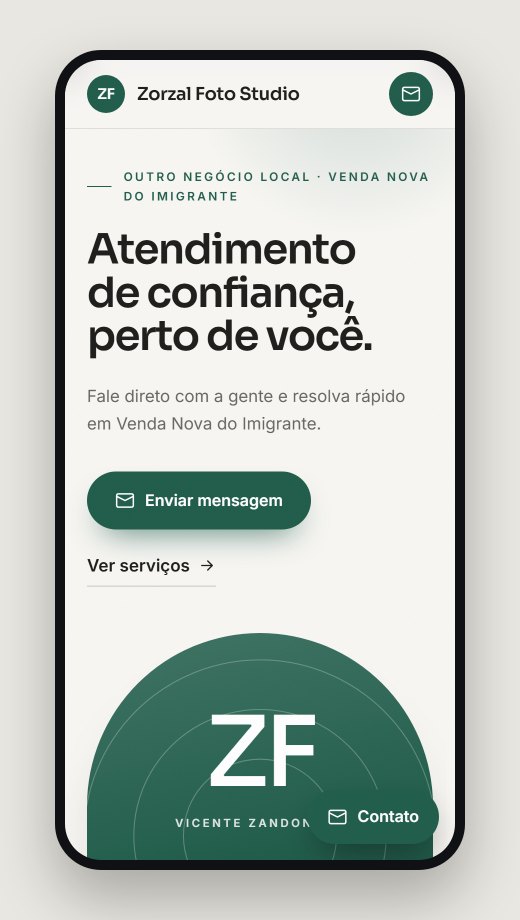 ZF Zorzal Foto Studio
OUTRO NEGÓCIO LOCAL · VENDA NOVA
DO IMIGRANTE
Atendimento
de confiança,
perto de você.
Fale direto com a gente e resolva rápido
em Venda Nova do Imigrante.
Enviar mensagem
Ver serviços →
ZF
VICENTE
Contato